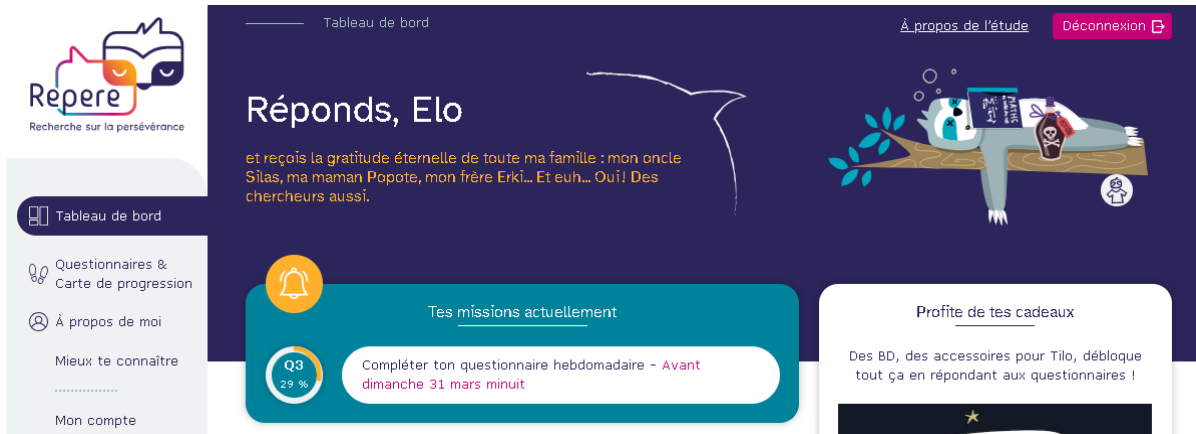 Repere
Recherche sur la persévérance
Tableau de bord
Questionnaires &
Carte de progression
À propos de moi
Mieux te connaître
Mon compte
Tableau de bord
À propos de l'étude
Déconnexion
Réponds, Elo
et reçois la gratitude éternelle de toute ma famille : mon oncle
Silas, ma maman Popote, mon frère Erki... Et euh... Oui! Des
chercheurs aussi.
MATHS
Tes missions actuellement
Q3
29 %
Compléter ton questionnaire hebdomadaire – Avant
dimanche 31 mars minuit
Profite de tes cadeaux
Des BD, des accessoires pour Tilo, débloque
tout ça en répondant aux questionnaires !